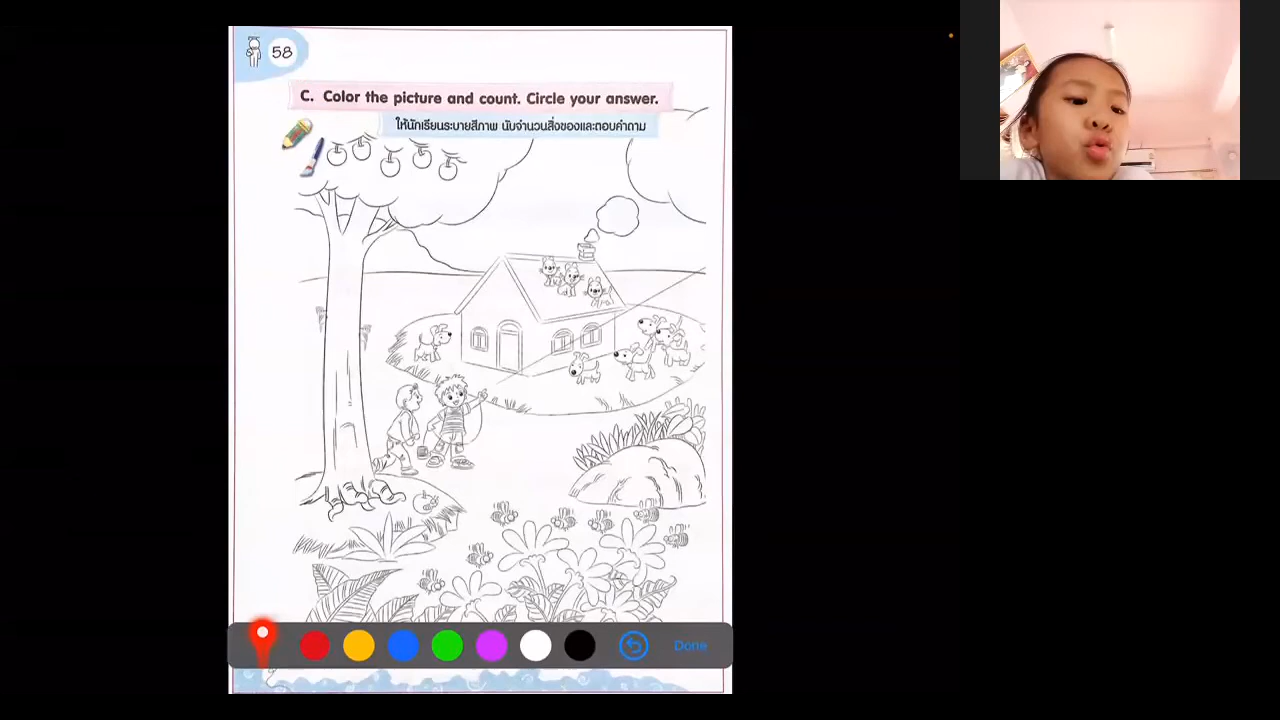 58
C. Color the picture and count. Circle your answer.
ให้นักเรียนระบายสีภาพ นับจำนวนสิ่งของและตอบคำถาม
Done